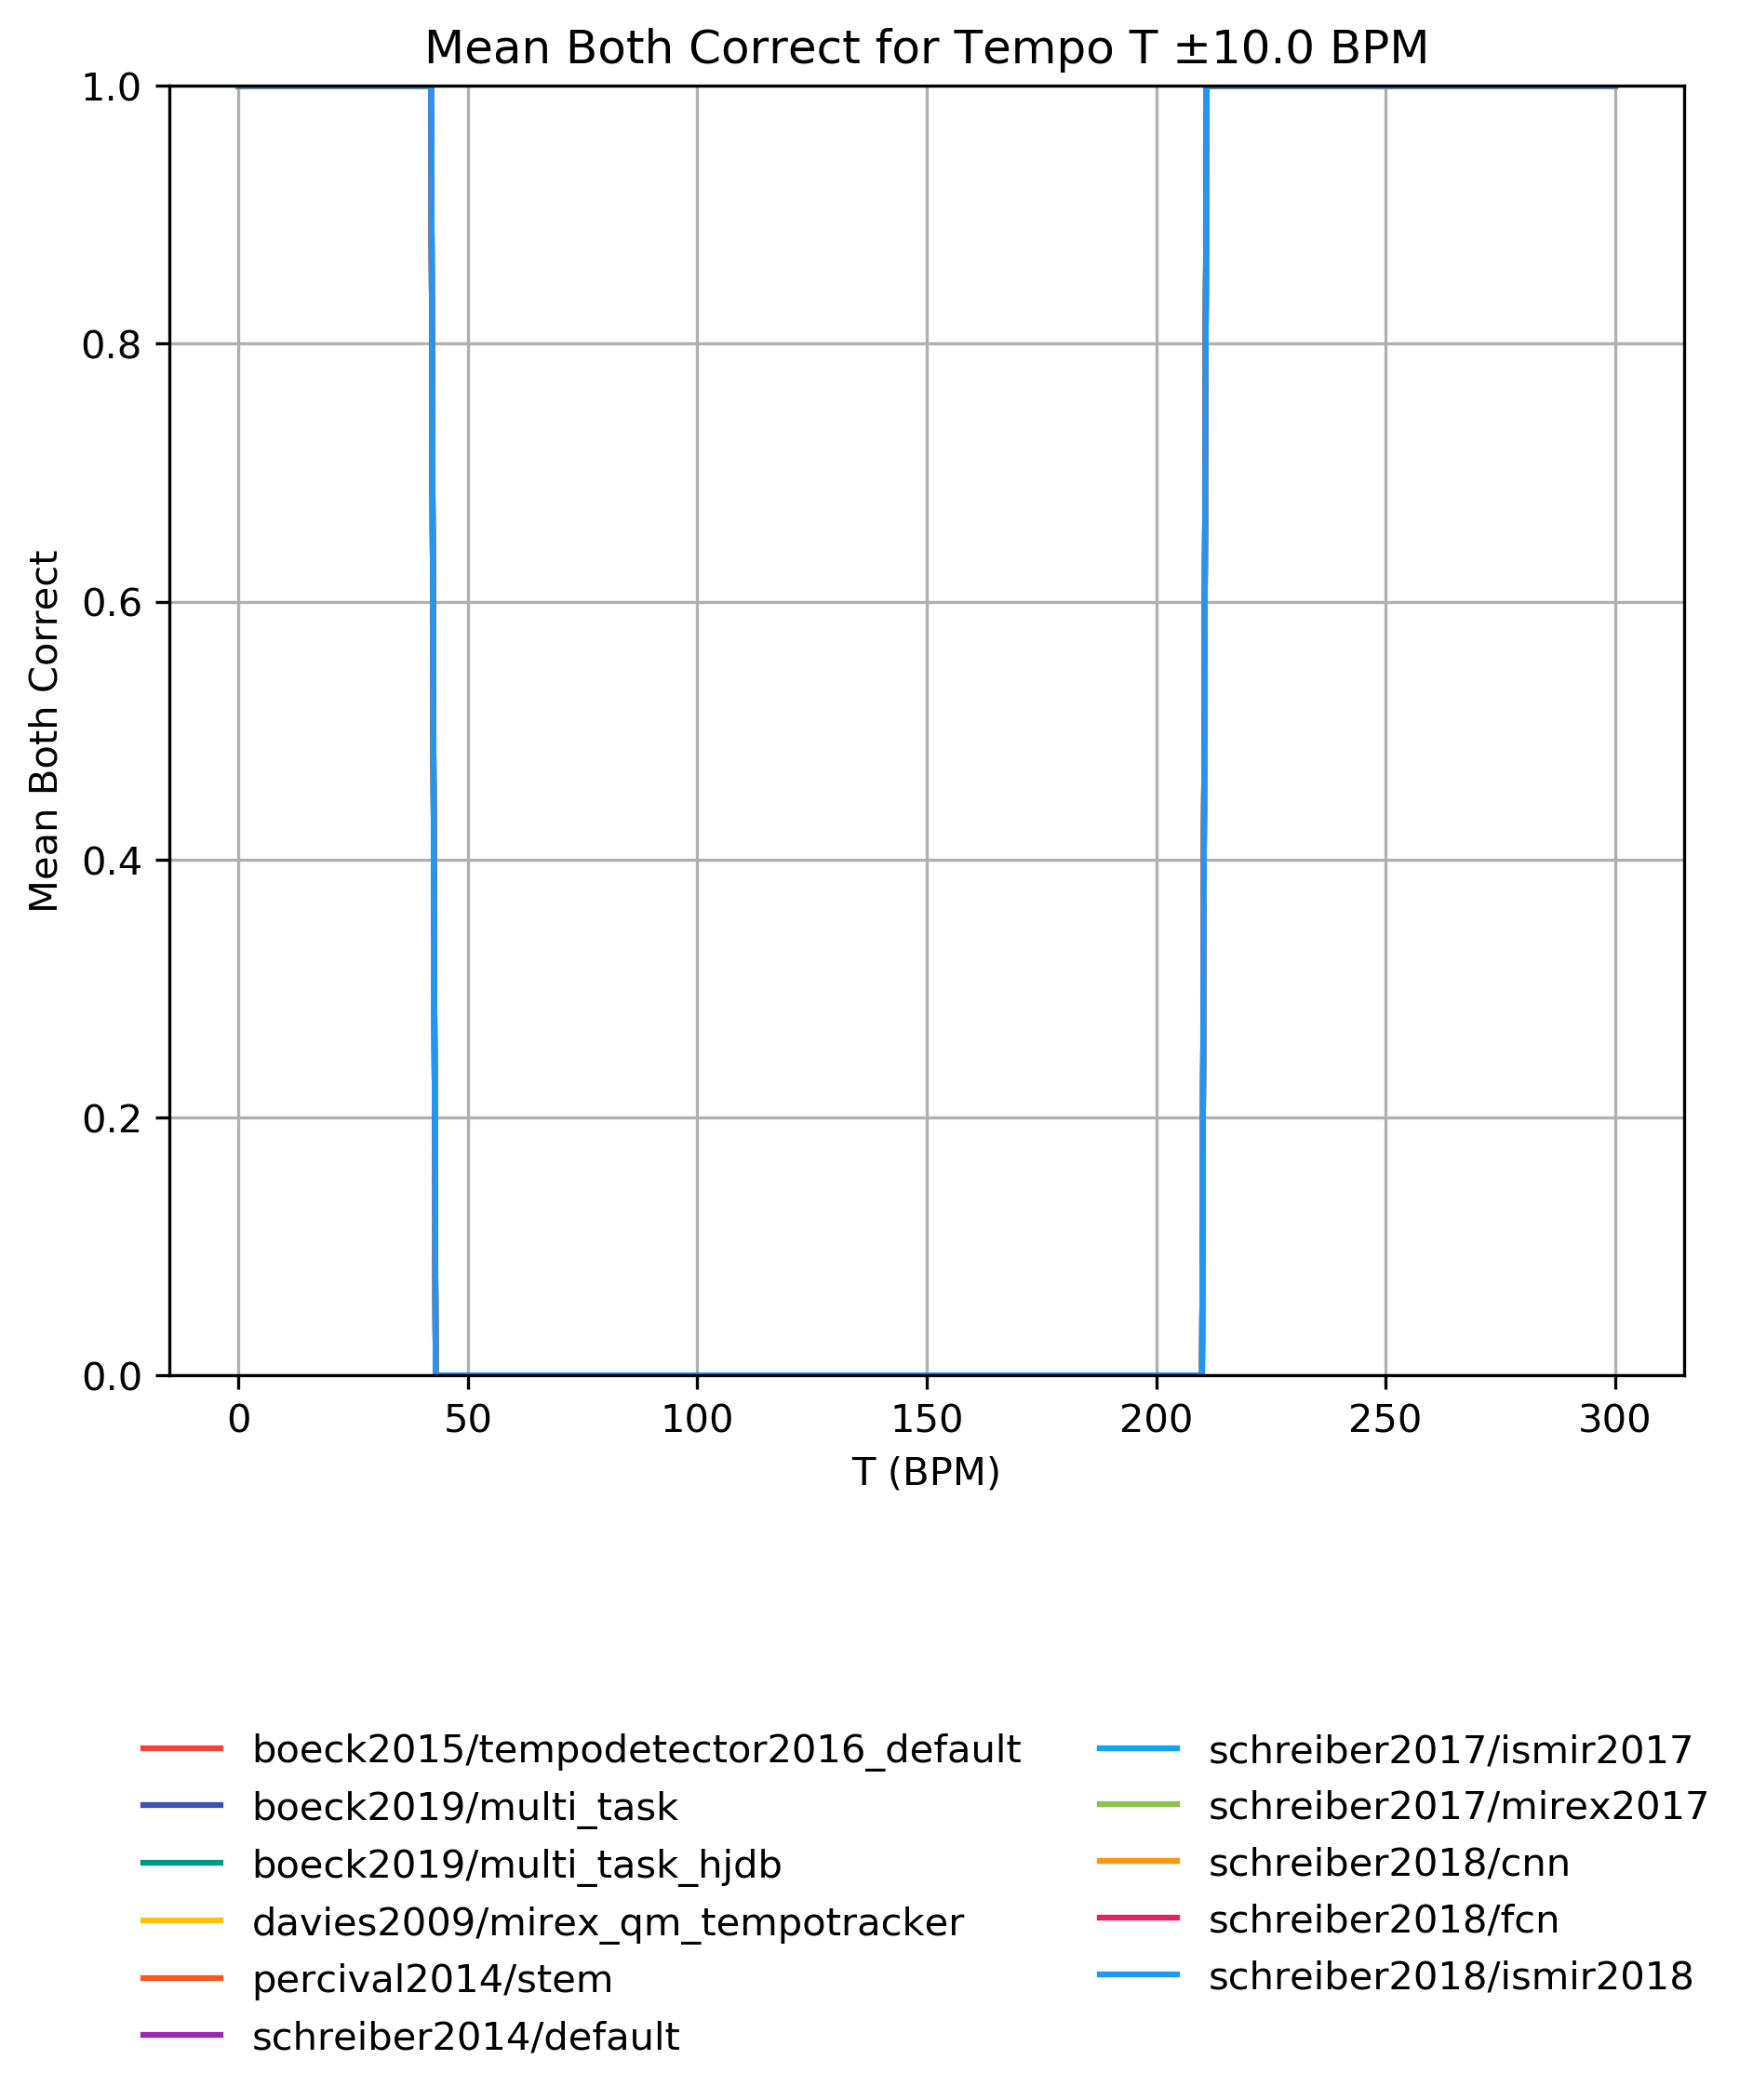 Mean Both Correct for Tempo T ±10.0 BPM
1.0
0.8
0.6
0.4
0.2
0.0
Mean Both Correct
0 50 100 150 200 250 300
T (BPM)
boeck2015/tempodetector2016_default
boeck2019/multi_task
boeck2019/multi_task_hjdb
davies2009/mirex_qm_tempotracker
percival2014/stem
schreiber2014/default
schreiber2017/ismir2017
schreiber2017/mirex2017
schreiber2018/cnn
schreiber2018/fcn
schreiber2018/ismir2018